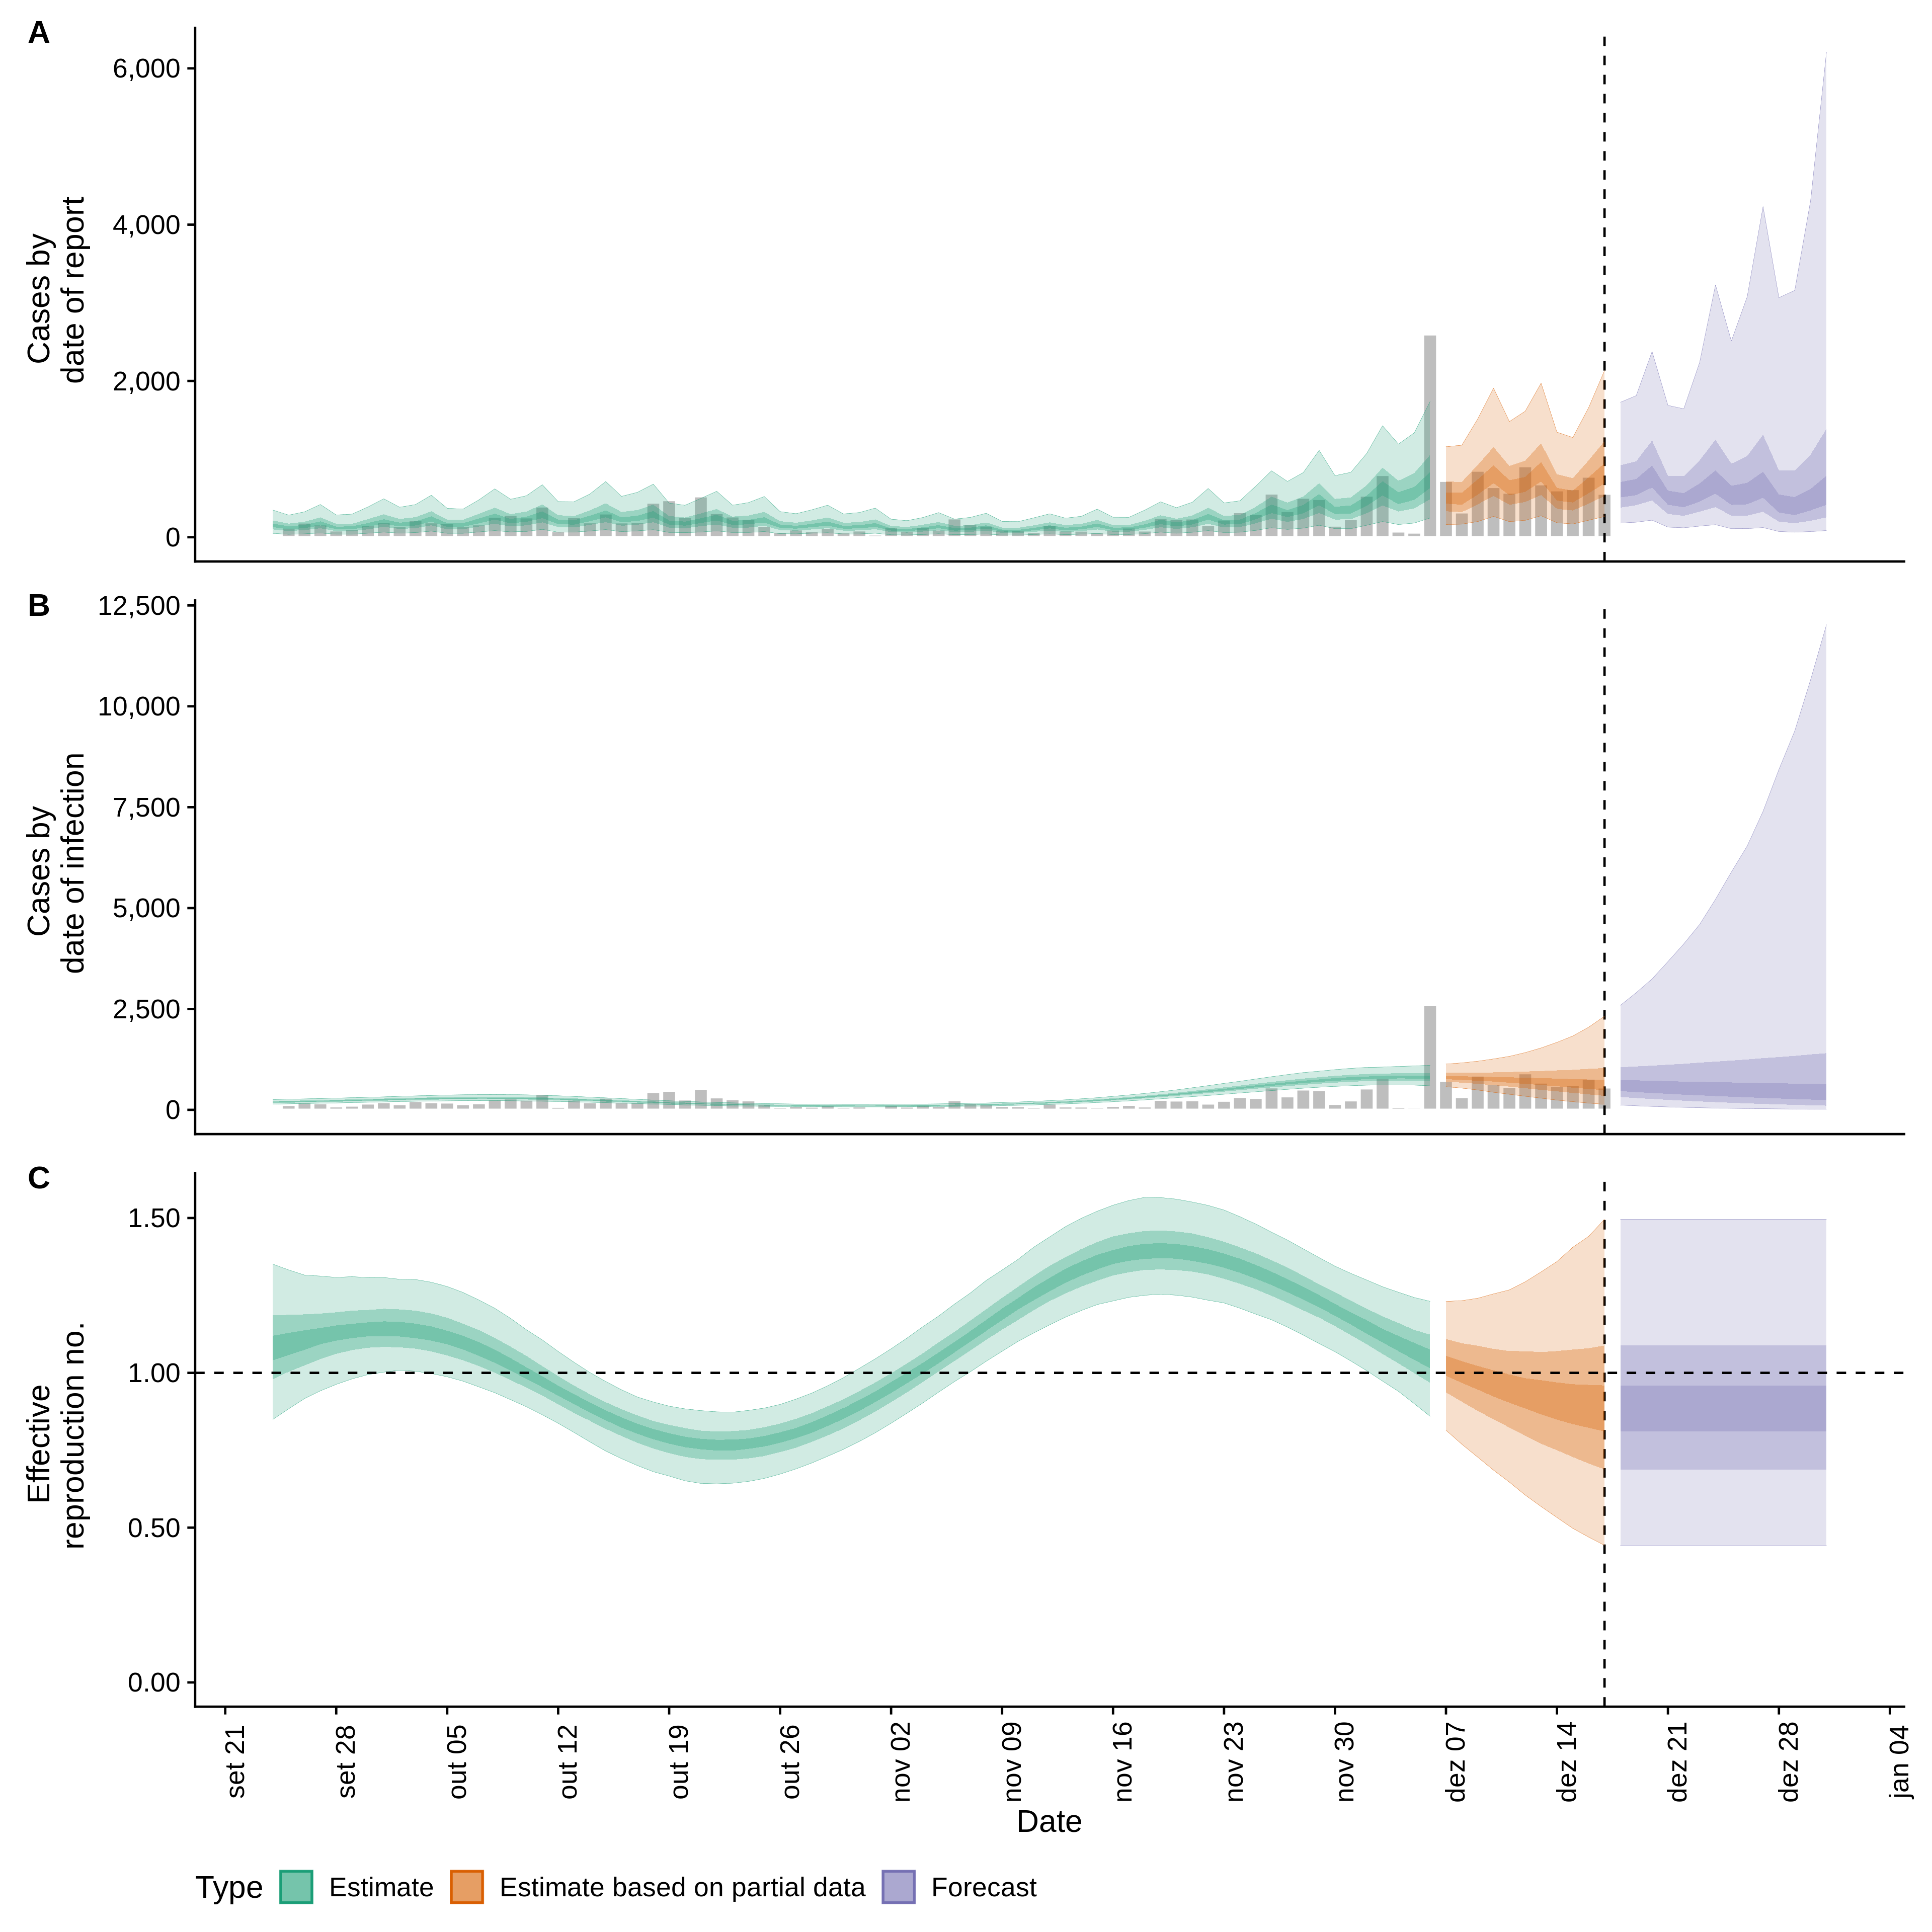 A
6,000
4,000
2,000
0
Cases by
date of report
B
12,500
10,000
7,500
5,000
2,500
0
Cases by
date of infection
C
1.50
1.00
0.50
0.00
Effective
reproduction no.
set 21
set 28
out 05
out 12
out 19
out 26
nov 02
nov 09
nov 16
nov 23
nov 30
dez 07
dez 14
dez 21
dez 28
jan 04
Date
Type Estimate Estimate based on partial data Forecast